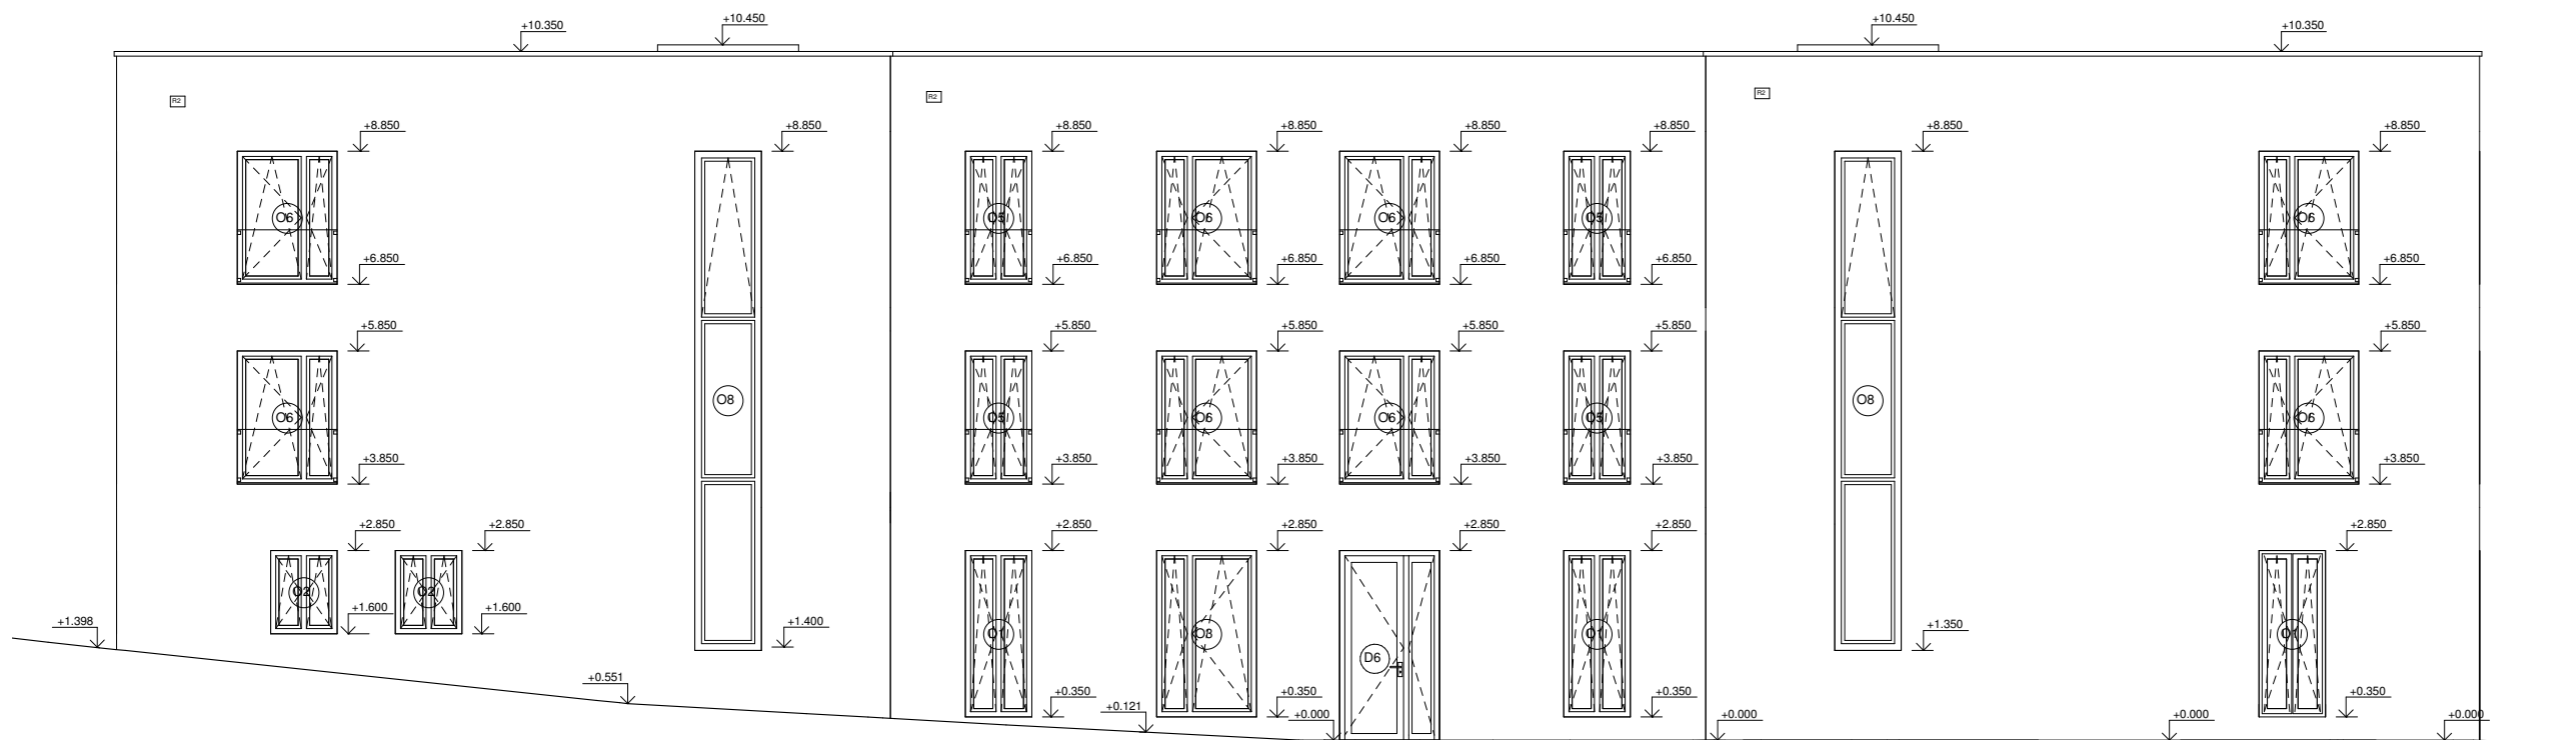 +10.450 +10.450
+10.350 +10.350
R2 R2 R2
+8.850 +8.850 +8.850 +8.850 +8.850 +8.850 +8.850 +8.850
O6 O5 O6 O6 O5 O6
+6.850 +6.850 +6.850 +6.850 +6.850 +6.850
+5.850 +5.850 +5.850 +5.850 +5.850 +5.850
O8 O8
O6 O5 O6 O6 O5 O6
+3.850 +3.850 +3.850 +3.850 +3.850 +3.850
+2.850 +2.850 +2.850 +2.850 +2.850 +2.850 +2.850
O2 O2
+1.600 +1.600
+1.398 +1.400 +1.350
O1 O3 O1 O1
D6
+0.551
+0.350 +0.350 +0.350 +0.350
+0.121 +0.000 +0.000 +0.000 +0.000